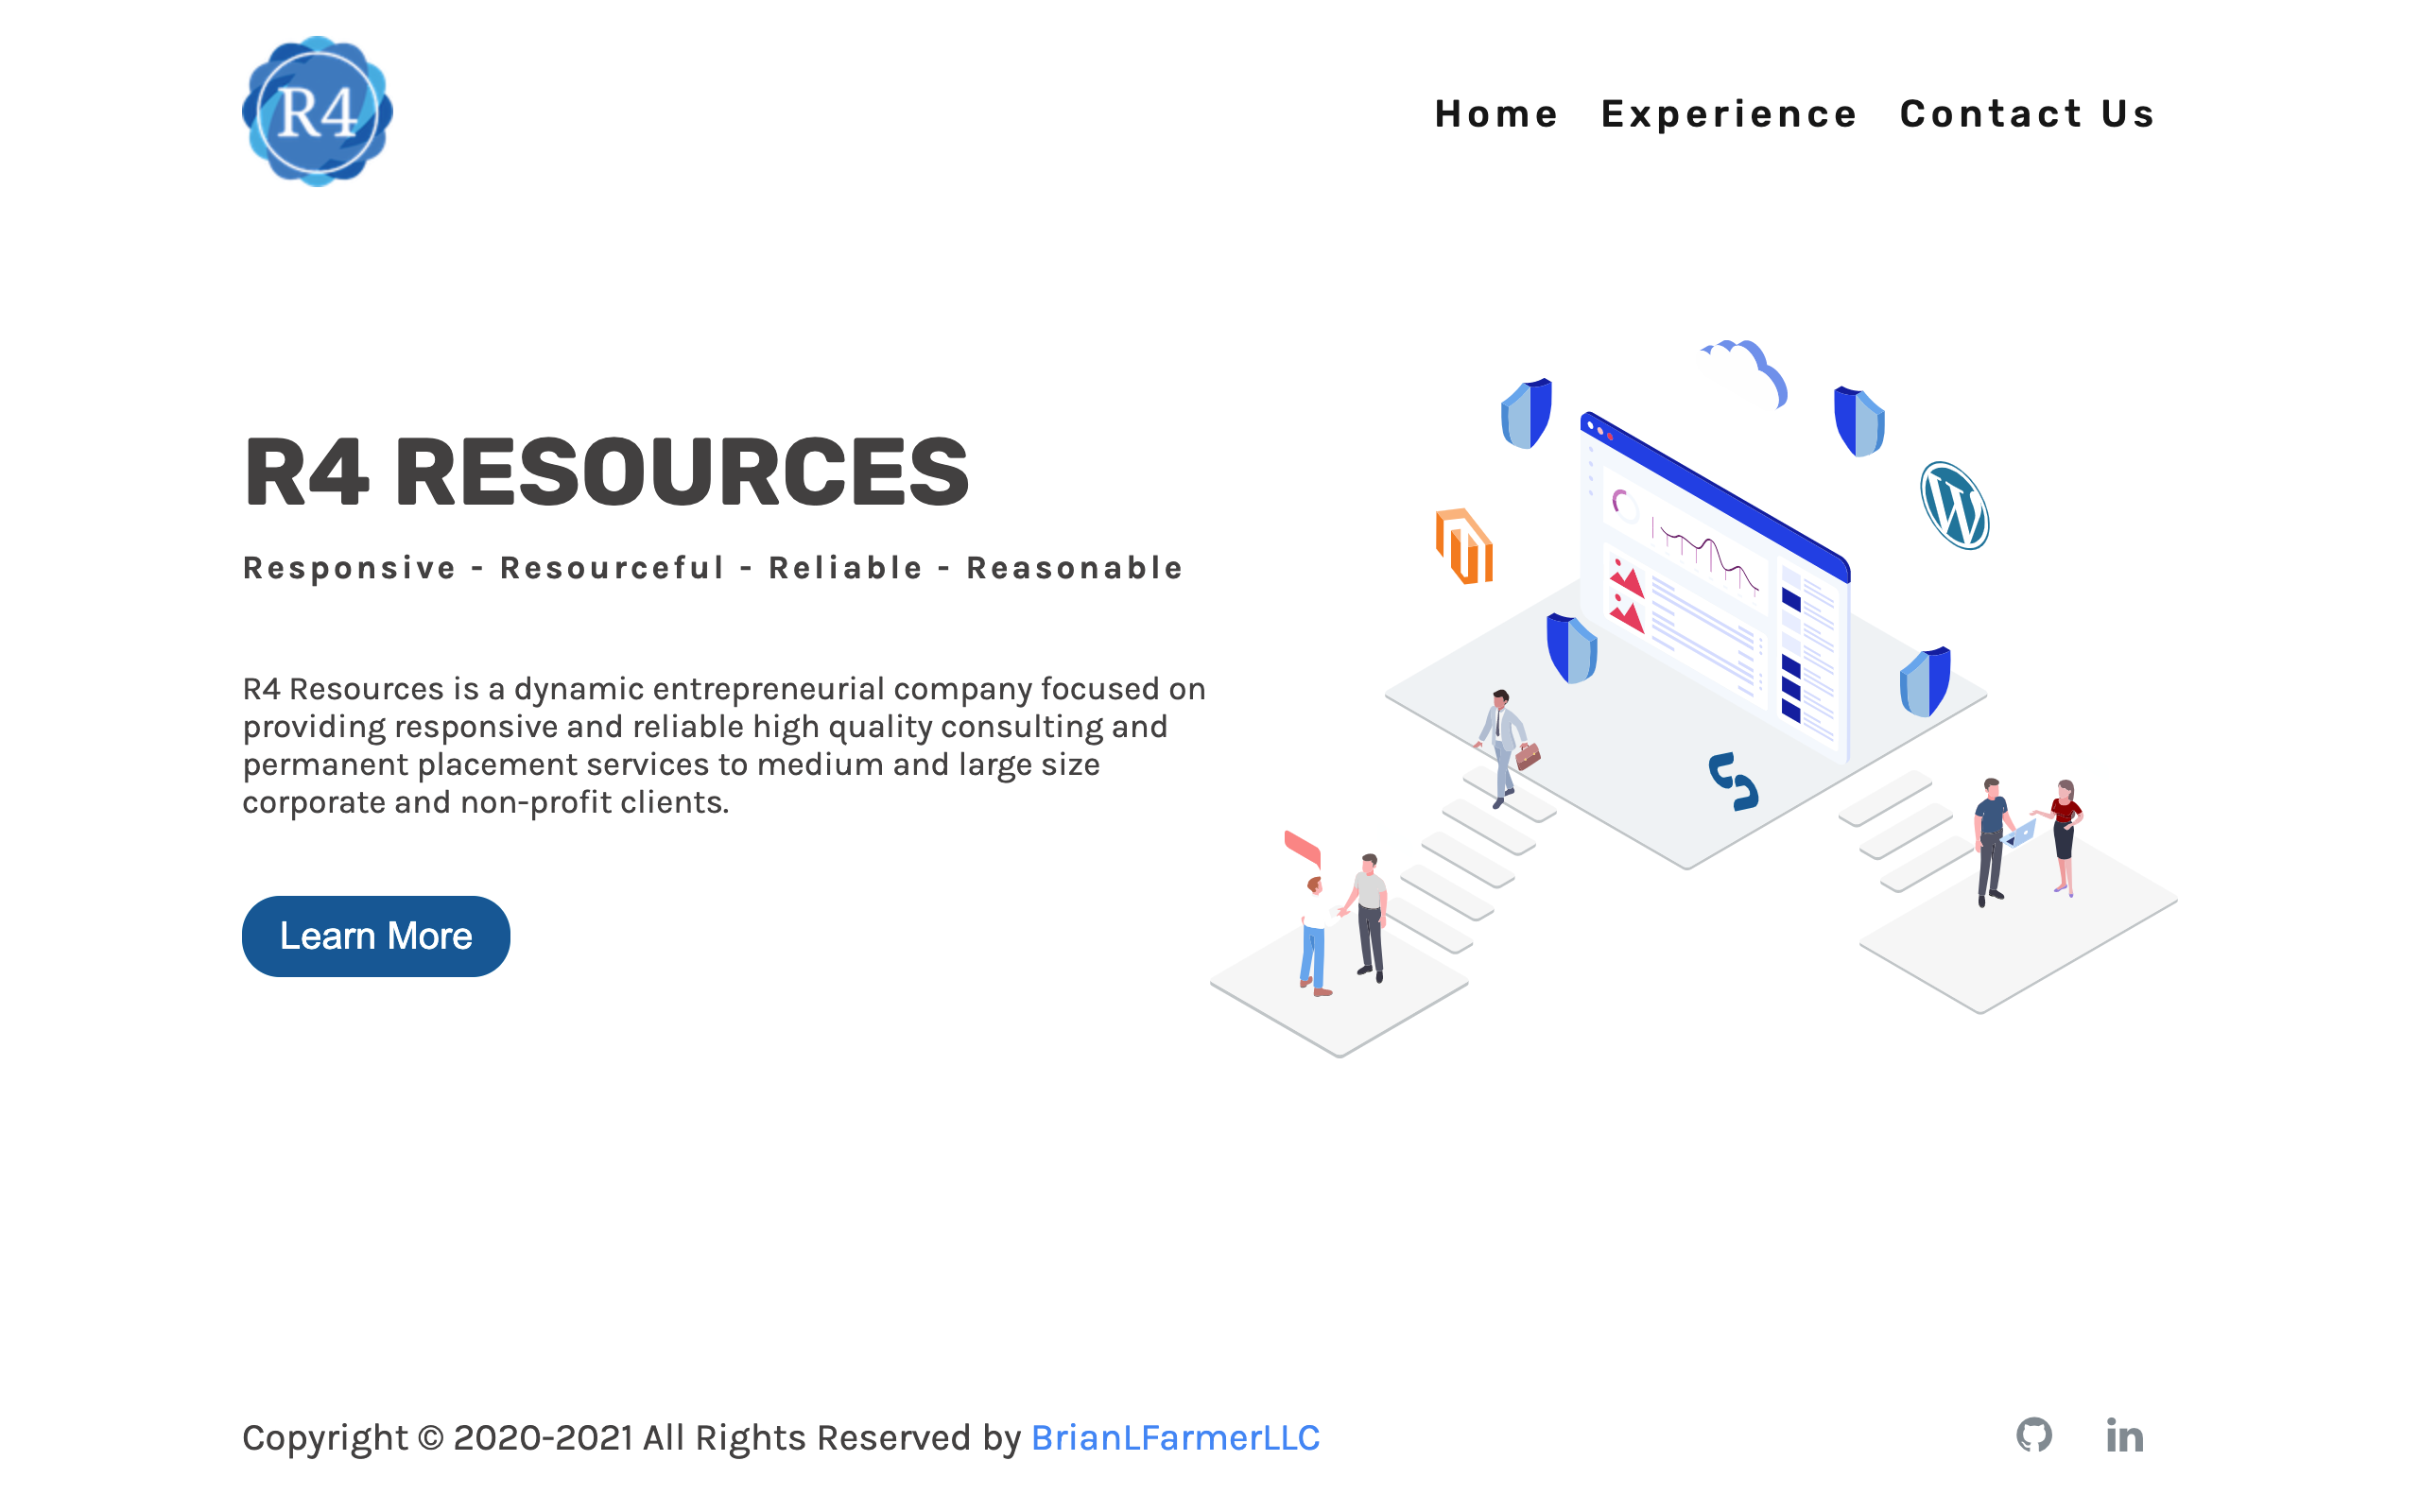 R4
Home Experience Contact Us
R4 RESOURCES
Responsive - Resourceful - Reliable - Reasonable
R4 Resources is a dynamic entrepreneurial company focused on
providing responsive and reliable high quality consulting and
permanent placement services to medium and large size
corporate and non-profit clients.
Learn More
Copyright © 2020-2021 All Rights Reserved by BrianLFarmerLLC